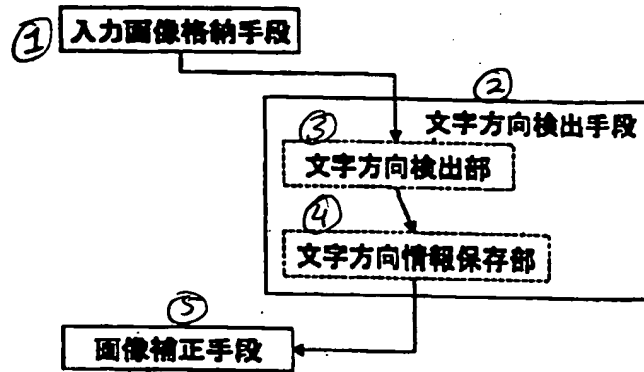 ① 入力画像格納手段
②
文字方向検出手段
③
文字方向検出部
④
文字方向情報保存部
⑤
画像補正手段